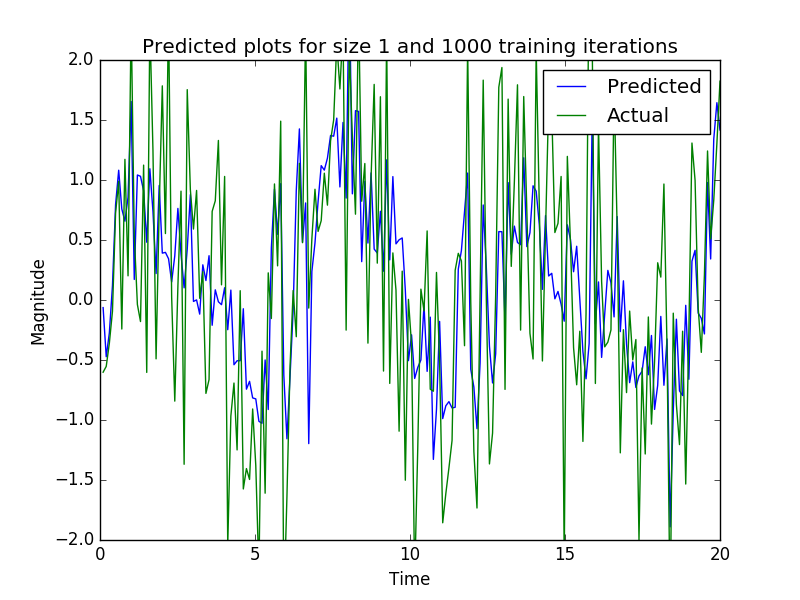 Predicted plots for size 1 and 1000 training iterations
Predicted
Actual
2.0
1.5
1.0
0.5
0.0
−0.5
−1.0
−1.5
−2.0
Magnitude
0
5
10
15
20
Time